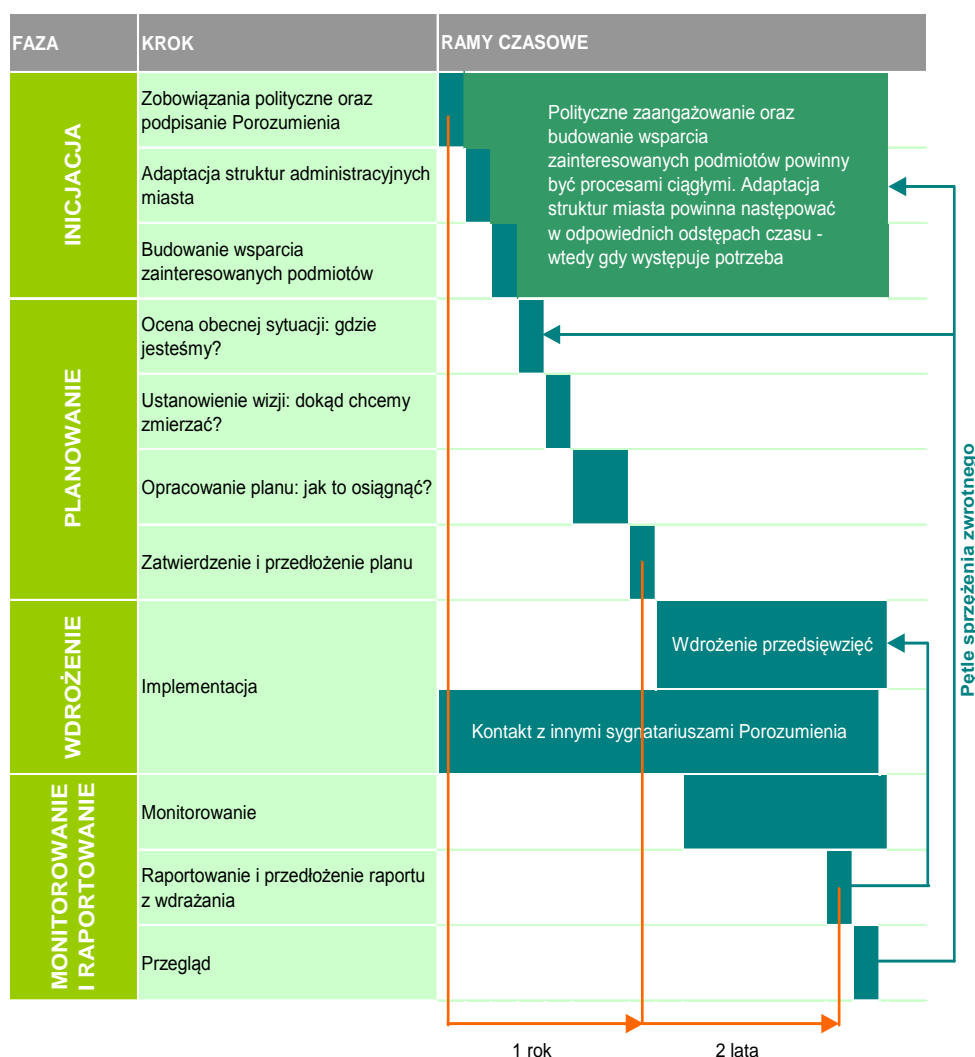 FAZA
KROK
RAMY CZASOWE
INICJACJA
Zobowiązania polityczne oraz
podpisanie Porozumienia
Adaptacja struktur administracyjnych
miasta
Budowanie wsparcia
zainteresowanych podmiotów
Polityczne zaangażowanie oraz
budowanie wsparcia
zainteresowanych podmiotów powinny
być procesami ciągłymi. Adaptacja
struktur miasta powinna następować
w odpowiednich odstępach czasu -
wtedy gdy występuje potrzeba
PLANOWANIE
Ocena obecnej sytuacji: gdzie
jesteśmy?
Ustanowienie wizji: dokąd chcemy
zmierzać?
Opracowanie planu: jak to osiągnąć?
Zatwierdzenie i przedłożenie planu
WDROŻENIE
Implementacja
Wdrożenie przedsięwzięć
Kontakt z innymi sygnatariuszami Porozumienia
MONITOROWANIE
I RAPORTOWANIE
Monitorowanie
Raportowanie i przedłożenie raportu
z wdrażania
Przegląd
Pętle sprzężenia zwrotnego
1 rok
2 lata